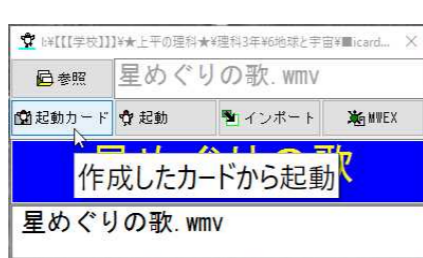 b:¥[[[学校]]]¥★上平の理科★¥理科3年¥6地球と宇宙¥■icard...
参照 星めぐりの歌.wmv
起動カード 起動 インポート MWEX
作成したカードから起動
星めぐりの歌.wmv